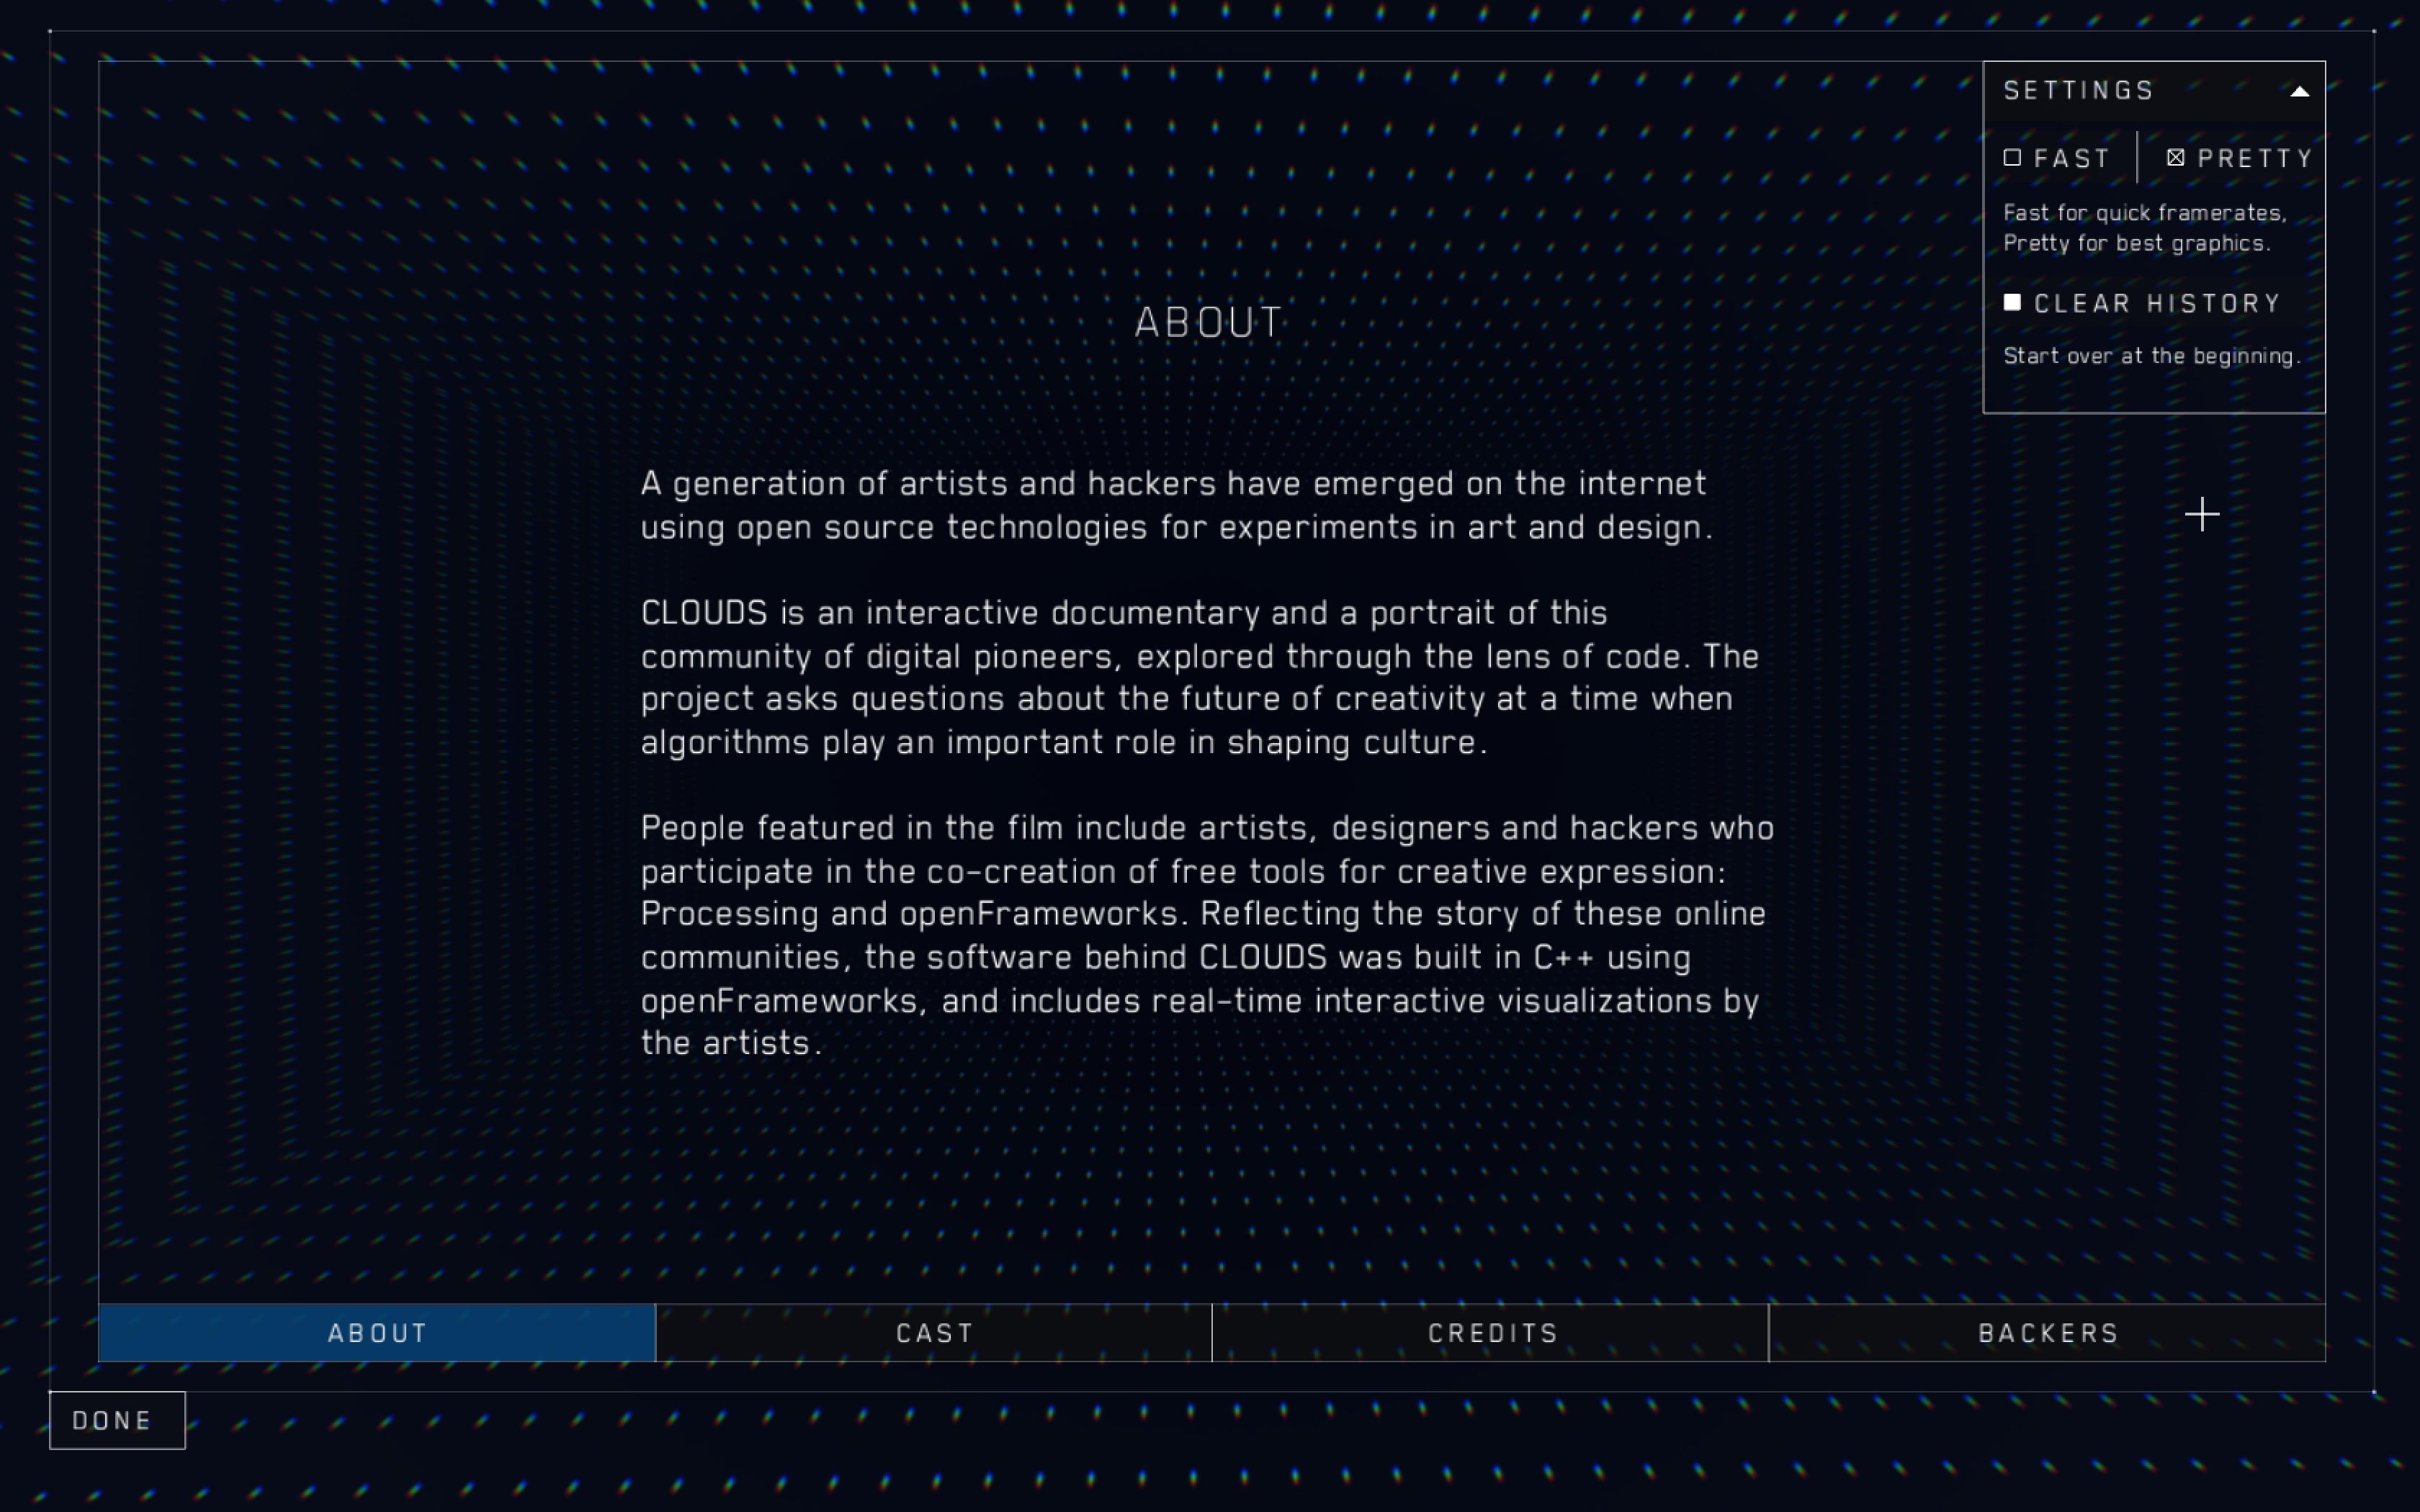 SETTINGS
FAST
PRETTY
Fast for quick framerates,
Pretty for best graphics.
CLEAR HISTORY
Start over at the beginning.
ABOUT
A generation of artists and hackers have emerged on the internet
using open source technologies for experiments in art and design.
CLOUDS is an interactive documentary and a portrait of this
community of digital pioneers, explored through the lens of code. The
project asks questions about the future of creativity at a time when
algorithms play an important role in shaping culture.
People featured in the film include artists, designers and hackers who
participate in the co-creation of free tools for creative expression:
Processing and openFrameworks. Reflecting the story of these online
communities, the software behind CLOUDS was built in C++ using
openFrameworks, and includes real-time interactive visualizations by
the artists.
ABOUT
CAST
CREDITS
BACKERS
DONE